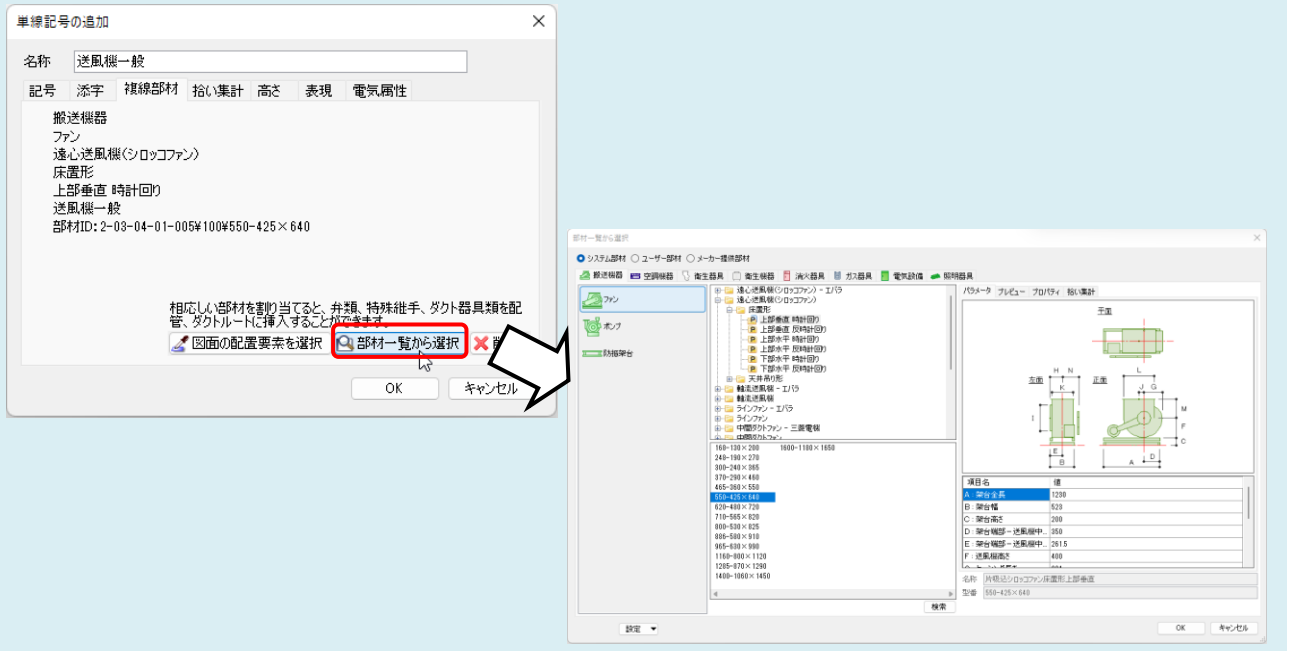 単線記号の追加
名称 送風機一般
記号 添字 複線部材 拾い集計 高さ 表現 電気属性
搬送機器
ファン
遠心送風機(シロッコファン)
床置形
上部垂直 時計回り
送風機一般
部材ID:2-03-04-01-005¥100¥550-425×640
相応しい部材を割り当てると、弁類、特殊継手、ダクト器具類を配
管、ダクトルートに挿入することができます。
図面の配置要素を選択 部材一覧から選択
OK キャンセル
部材一覧から選択
システム部材 ユーザー部材 メーカー提供部材
搬送機器 空調機器 衛生器具 衛生機器 消火器具 ガス器具 電気設備 照明器具
ファン
ポンプ
防振架台
遠心送風機(シロッコファン) - エバラ
遠心送風機(シロッコファン)
床置形
上部垂直 時計回り
上部垂直 反時計回り
上部水平 時計回り
上部水平 反時計回り
下部水平 時計回り
下部水平 反時計回り
天井吊り形
軸流送風機 - エバラ
軸流送風機
ラインファン - エバラ
ラインファン
中間ダクトファン - 三菱電機
中間ダクトファン
160-130×200 1600-1180×1650
240-190×270
300-240×365
370-290×460
465-360×550
550-425×640
620-480×720
710-565×820
800-530×825
886-580×910
965-630×990
1160-800×1120
1285-870×1290
1400-1060×1450
検索
パラメータ プレビュー プロパティ 拾い集計
平面
左面 正面
H N L
K J G
I M
F
C
E D
B A
項目名 値
A : 架台全長 1230
B : 架台幅 523
C : 架台高さ 200
D : 架台端部-送風機中... 350
E : 架台端部-送風機中... 261.5
F : 送風機高さ 400
名称 片吸込シロッコファン床置形上部垂直
型番 550-425×640
設定
OK キャンセル